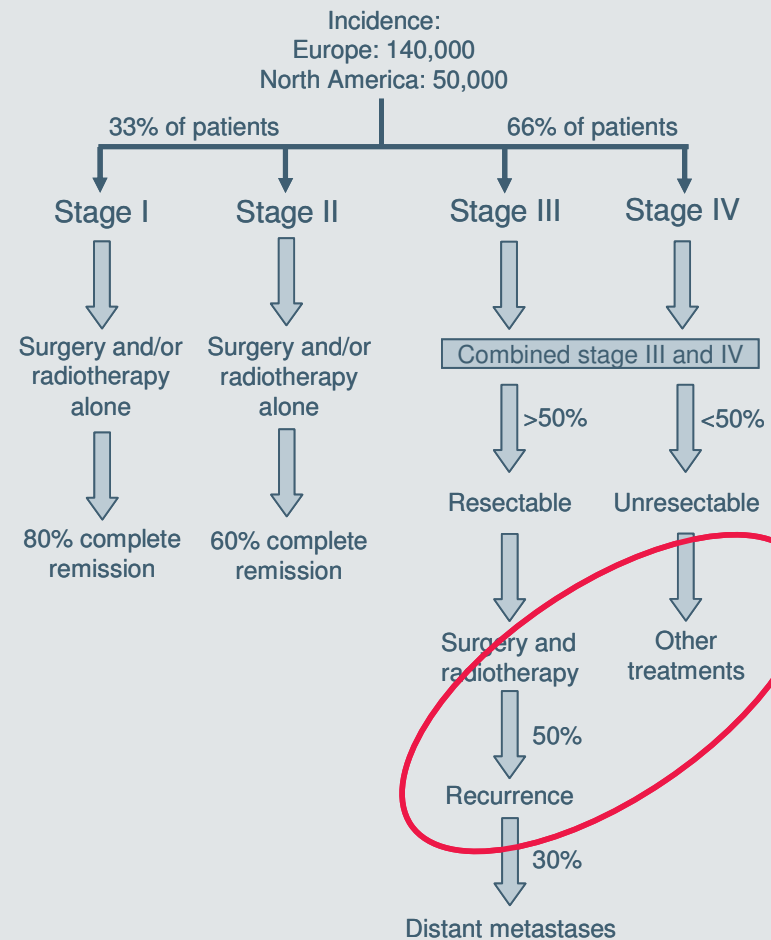 Incidence:
Europe: 140,000
North America: 50,000
33% of patients
66% of patients
Stage I
Stage II
Stage III
Stage IV
Surgery and/or
radiotherapy
alone
Surgery and/or
radiotherapy
alone
Combined stage III and IV
>50%
<50%
Resectable
Unresectable
80% complete
remission
60% complete
remission
Surgery and
radiotherapy
Other
treatments
50%
Recurrence
30%
Distant metastases